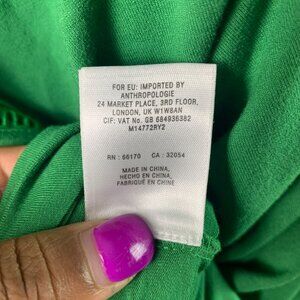 FOR EU: IMPORTED BY
ANTHROPOLOGIE
24 MARKET PLACE, 3RD FLOOR,
LONDON, UK W1W8AN
CIF: VAT No. GB 684936382
M14772RY2
RN : 66170 CA : 32054
MADE IN CHINA,
HECHO EN CHINA,
FABRIQUÉ EN CHINE